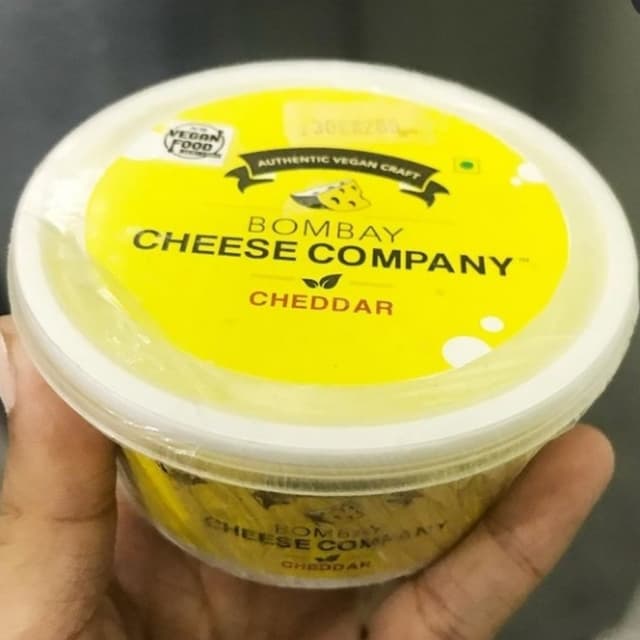 VEGAN
FOOD
AUTHENTIC VEGAN CRAFT
BOMBAY
CHEESE COMPANY™
CHEDDAR
BOMBAY
CHEESE COMPANY
CHEDDAR